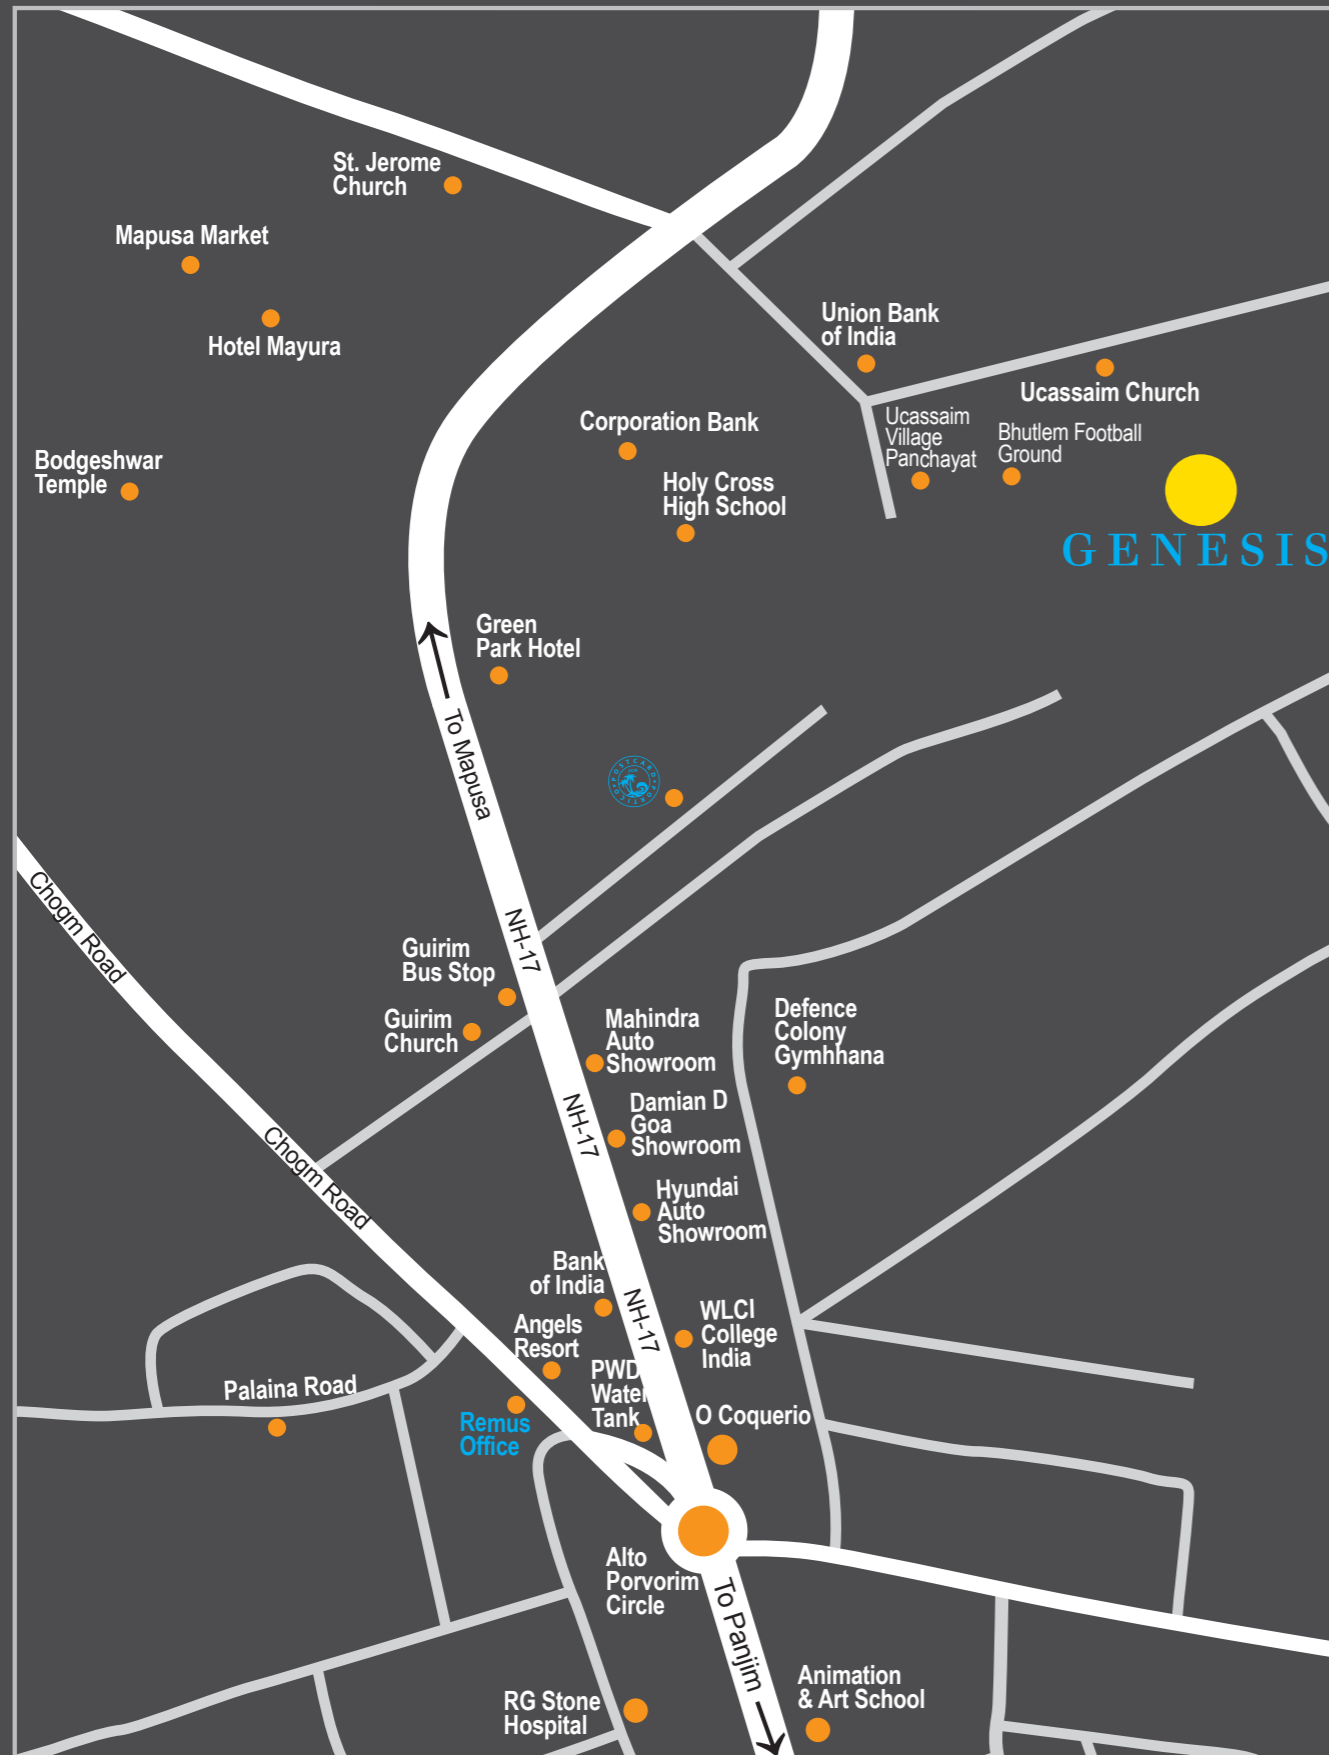 St. Jerome
Church
Mapusa Market
Hotel Mayura
Union Bank
of India
Ucassaim Church
Corporation Bank
Ucassaim
Village
Panchayat
Bhutlem Football
Ground
Bodgeshwar
Temple
Holy Cross
High School
GENESIS
Green
Park Hotel
To Mapusa
POSTCARD
PORTICO
Chogm Road
NH-17
Guirim
Bus Stop
Guirim
Church
Mahindra
Auto
Showroom
Defence
Colony
Gymhhana
NH-17
Damian D
Goa
Showroom
Chogm Road
Hyundai
Auto
Showroom
Bank
of India
NH-17
WLCI
College
India
Angels
Resort
PWD
Water
Tank
Palaina Road
Remus
Office
O Coquerio
Alto
Porvorim
Circle
To Panjim
RG Stone
Hospital
Animation
& Art School